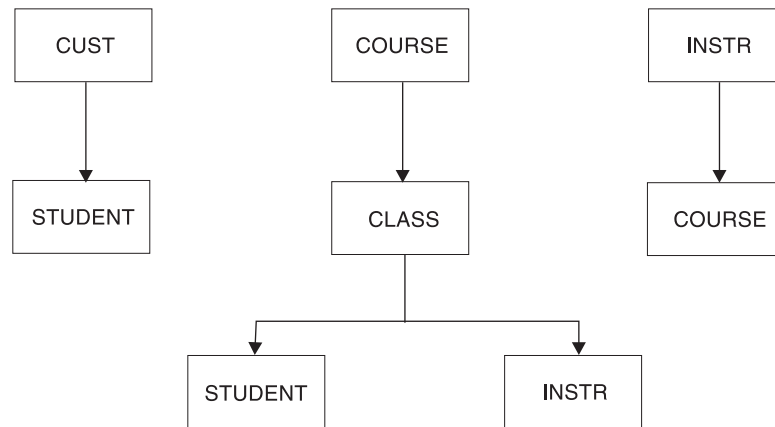 CUST
COURSE
INSTR
STUDENT
CLASS
COURSE
STUDENT
INSTR